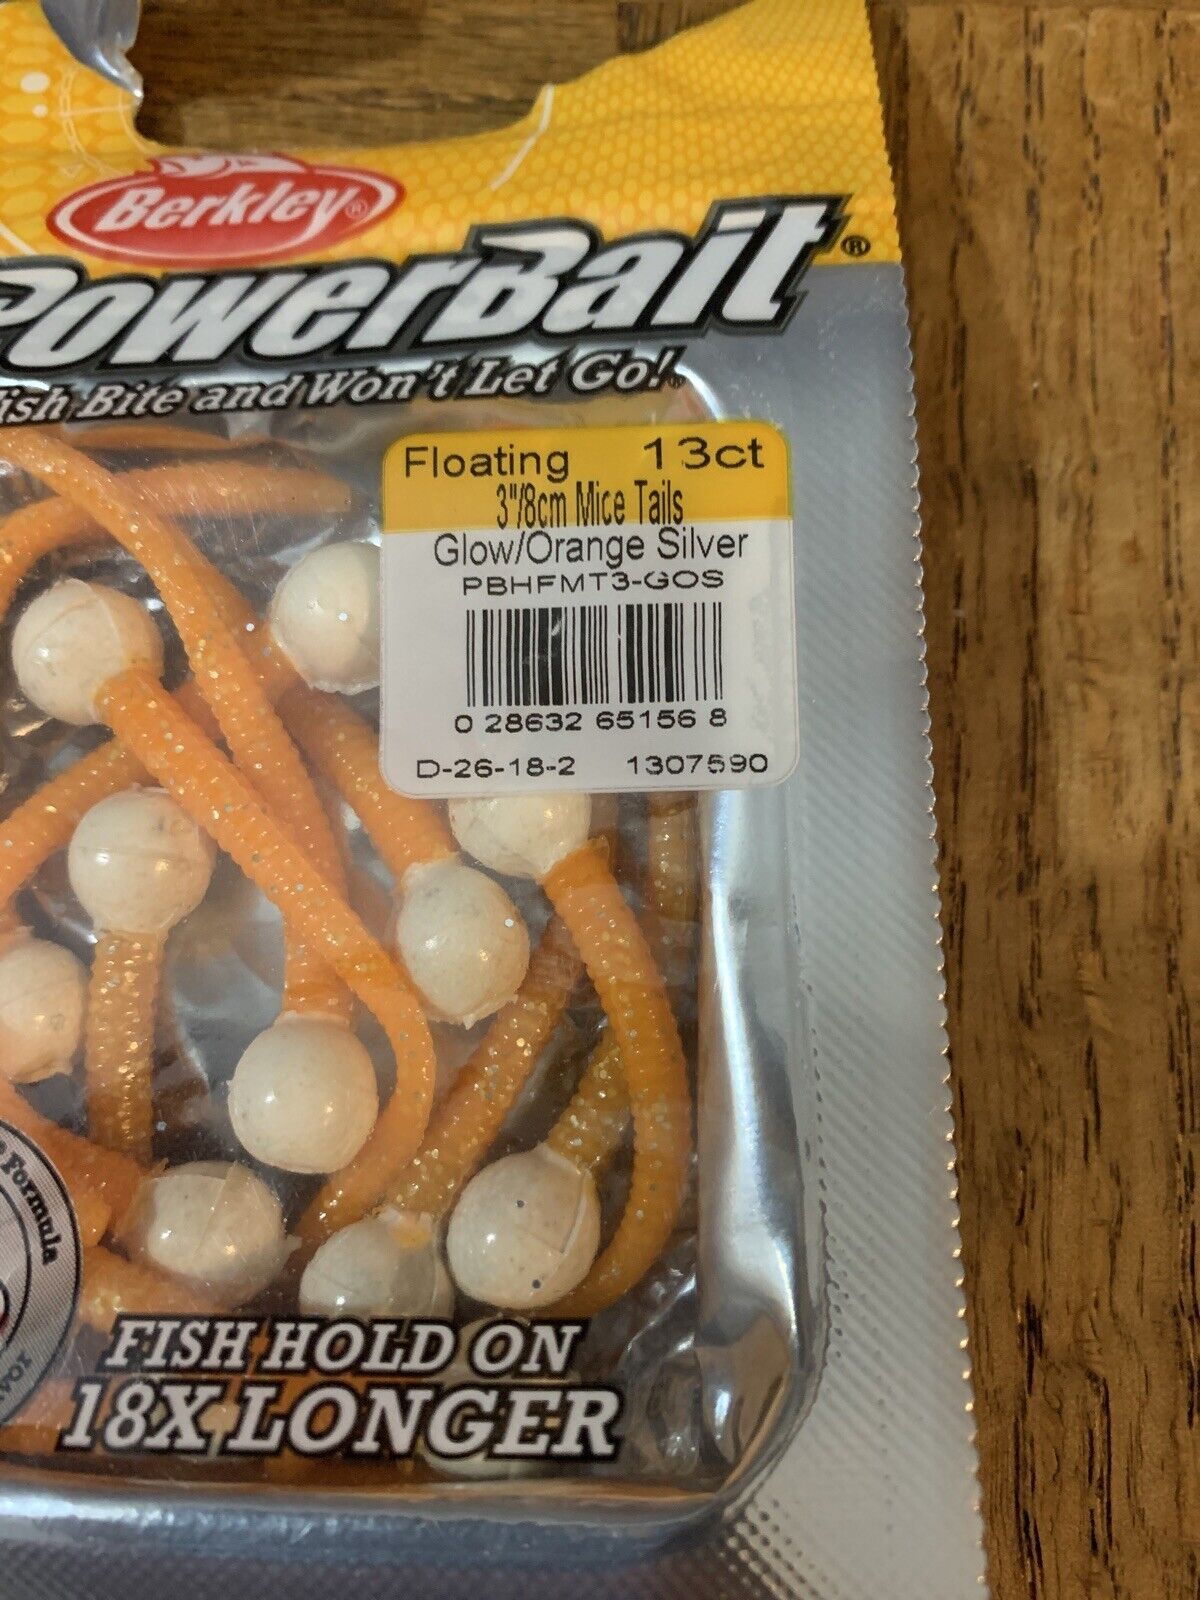 Berkley®
PowerBait®
Fish Bite and Won't Let Go!®
Floating 13ct
3"/8cm Mice Tails
Glow/Orange Silver
PBHFMT3-GOS
0 28632 65156 8
D-26-18-2 1307590
Formula
FISH HOLD ON
18X LONGER